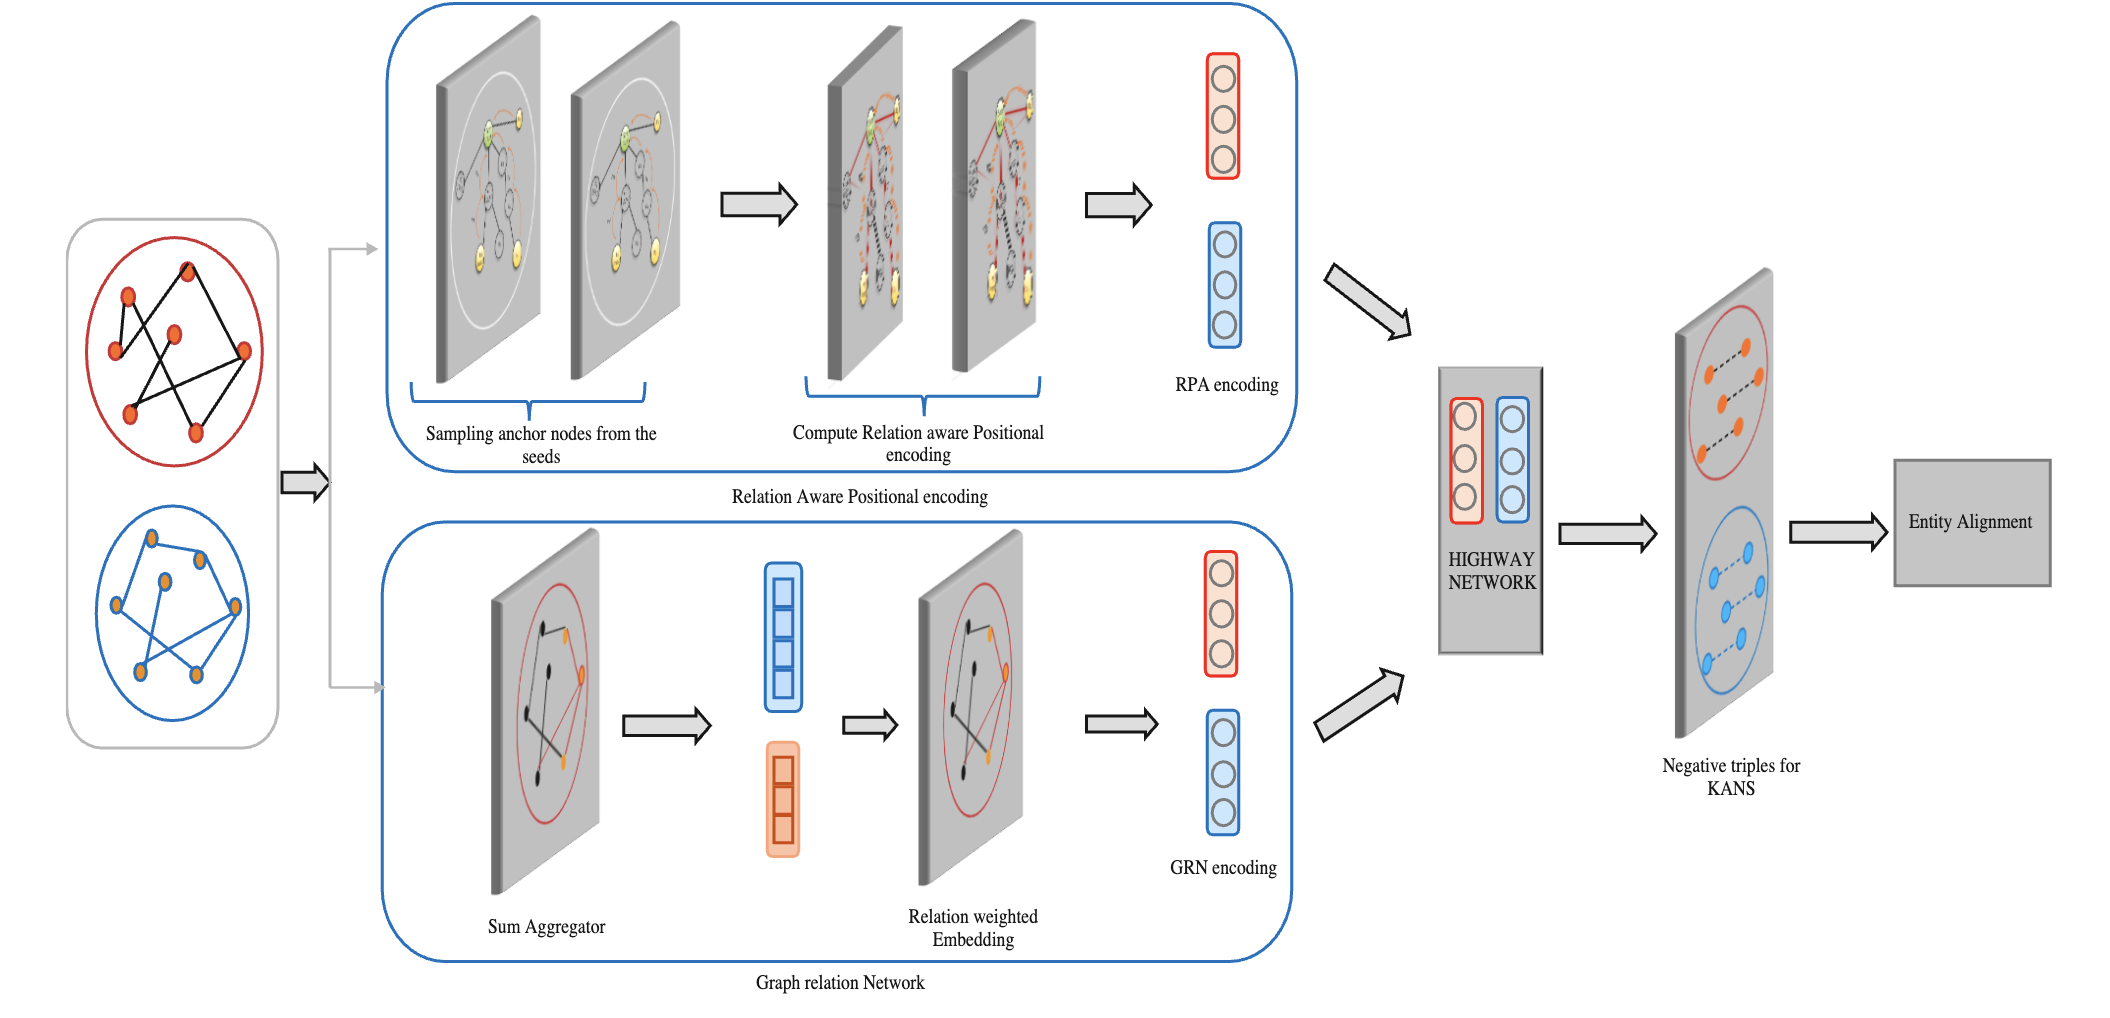 Sampling anchor nodes from the
seeds
Compute Relation aware Positional
encoding
RPA encoding
Relation Aware Positional encoding
Sum Aggregator
Relation weighted
Embedding
GRN encoding
Graph relation Network
HIGHWAY
NETWORK
Negative triples for
KANS
Entity Alignment